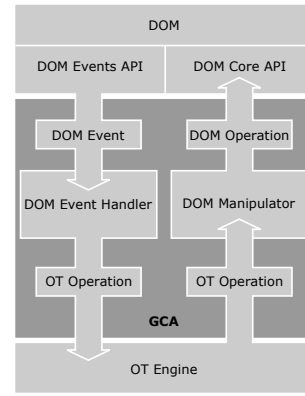 DOM
DOM Events API DOM Core API
DOM Event DOM Operation
DOM Event Handler DOM Manipulator
OT Operation OT Operation
GCA
OT Engine